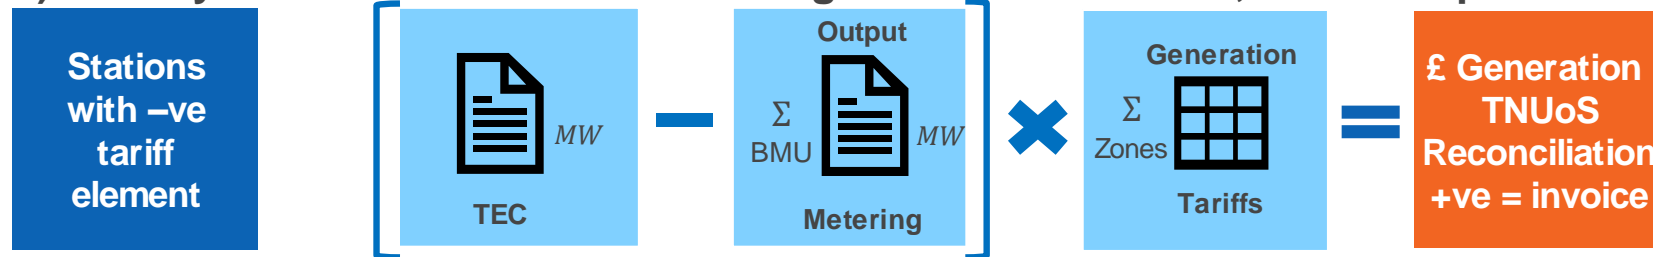 Stations
with –ve
tariff
element
MW
TEC
Output
Σ
BMU
MW
Metering
Generation
Σ
Zones
Tariffs
£ Generation
TNUoS
Reconciliation
+ve = invoice